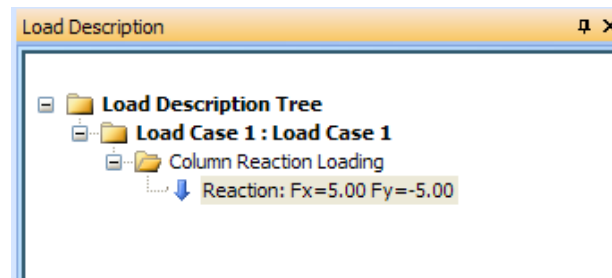 Load Description
Load Description Tree
Load Case 1 : Load Case 1
Column Reaction Loading
Reaction: Fx=5.00 Fy=-5.00